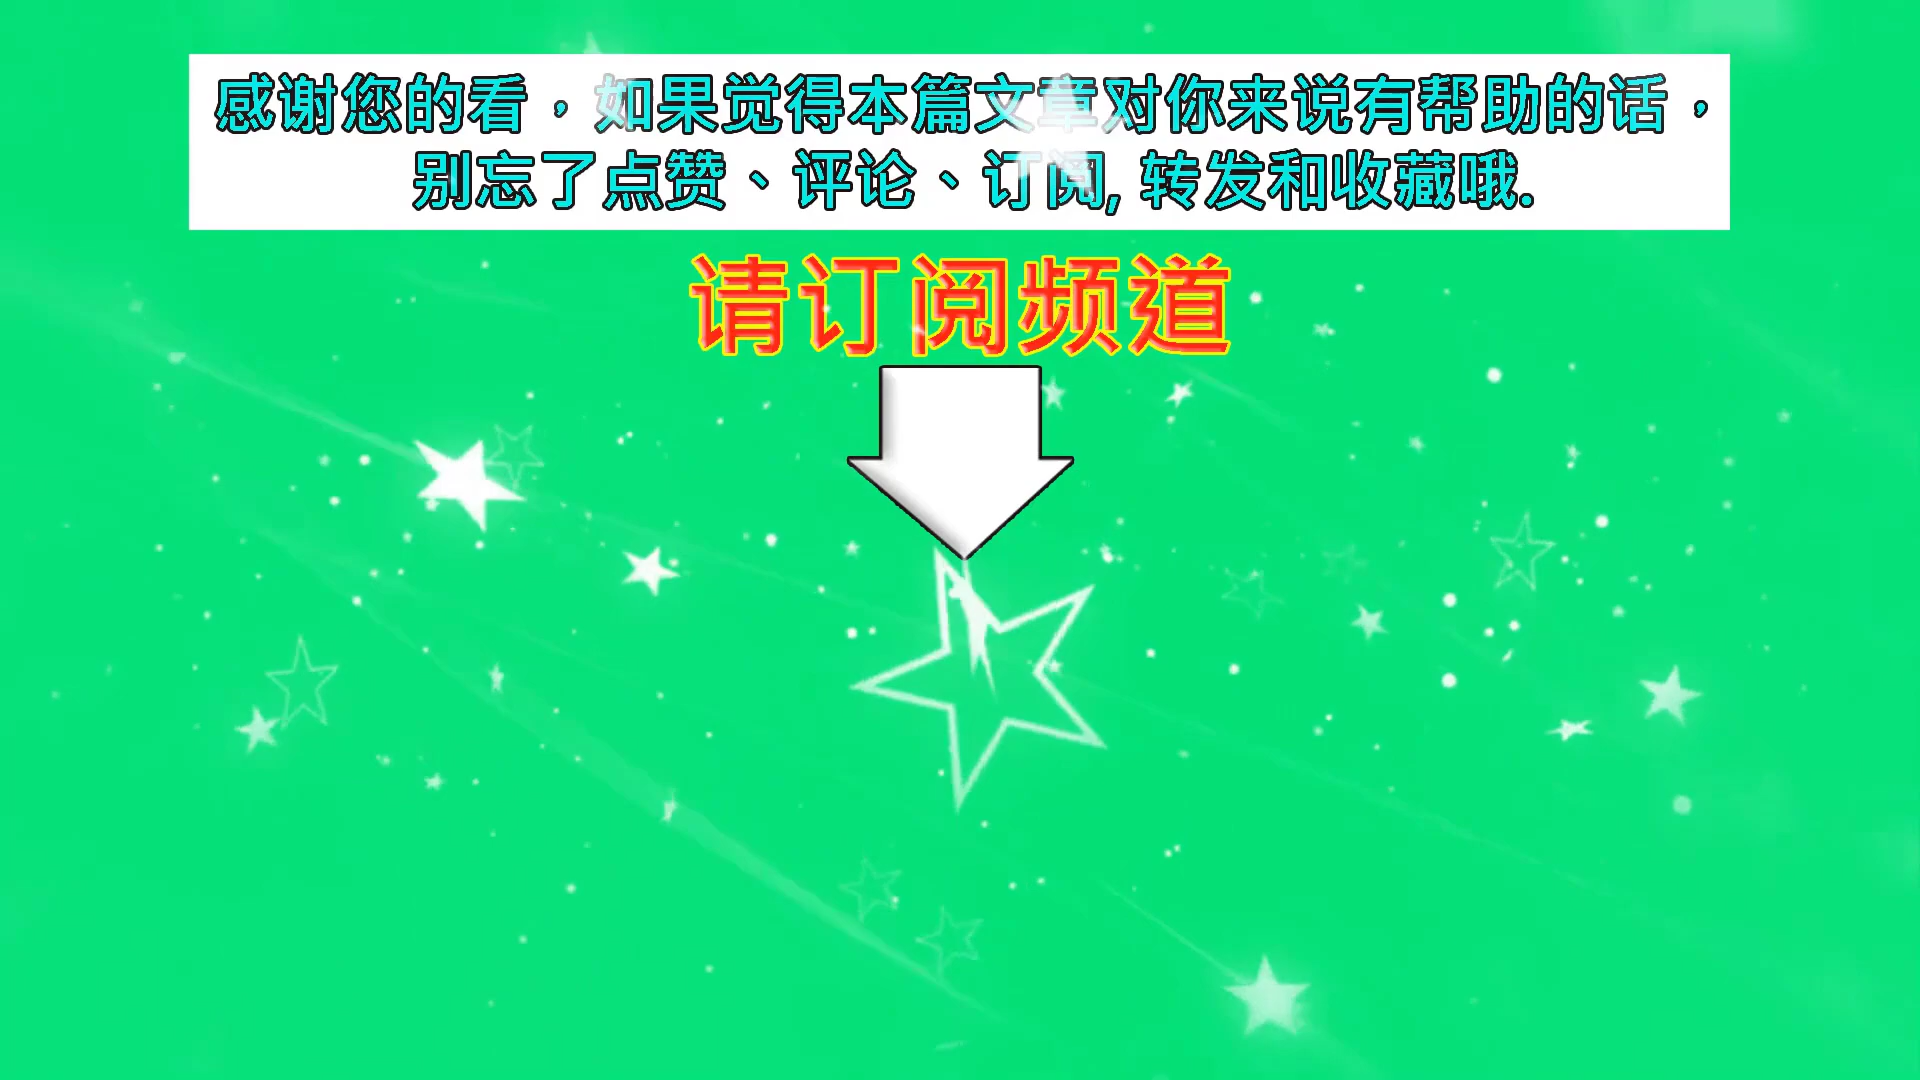 感谢您的看，如果觉得本篇文章对你来说有帮助的话，
别忘了点赞、评论、订阅, 转发和收藏哦.
请订阅频道